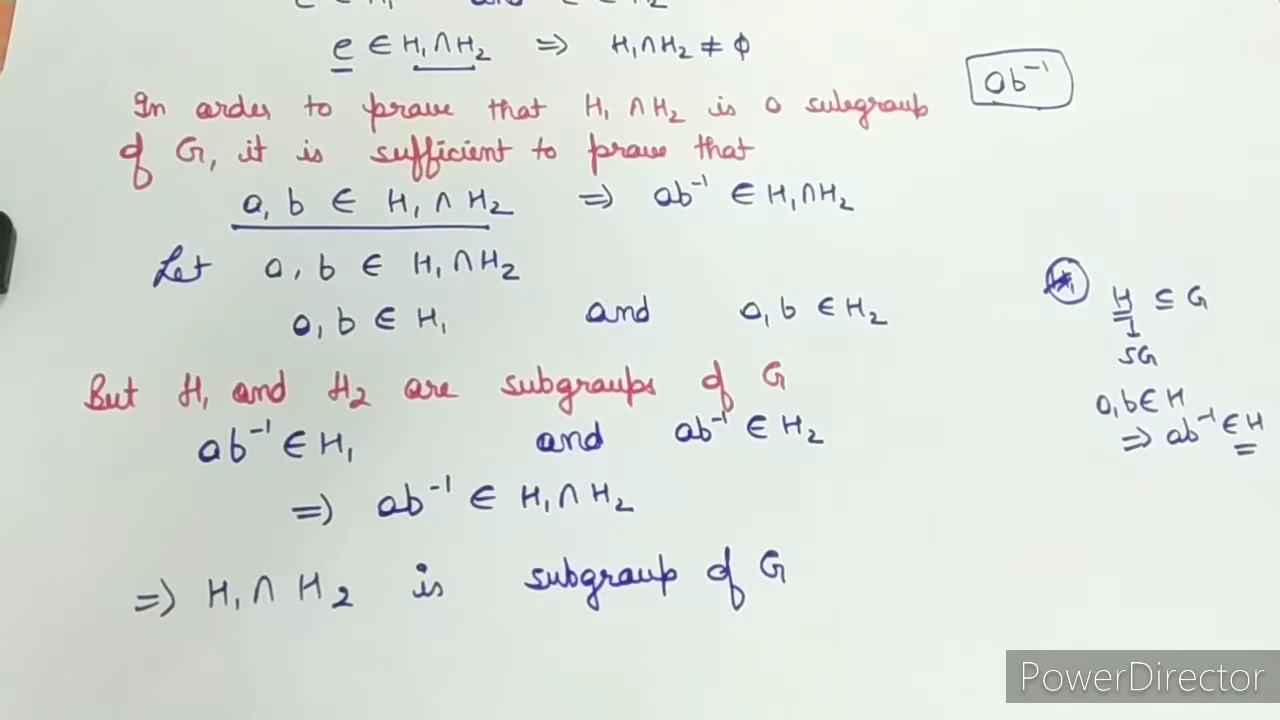 e ∈ H₁∩H₂ ⇒ H₁∩H₂ ≠ ϕ
ab⁻¹
In order to prove that H₁ ∩ H₂ is a subgroup
of G, it is sufficient to prove that
a, b ∈ H₁ ∩ H₂ ⇒ ab⁻¹ ∈ H₁∩H₂
Let a, b ∈ H₁∩H₂
a, b ∈ H₁ and a, b ∈ H₂
But H₁ and H₂ are subgroups of G
ab⁻¹ ∈ H₁ and ab⁻¹ ∈ H₂
⇒ ab⁻¹ ∈ H₁∩ H₂
⇒ H₁∩ H₂ is subgroup of G
H ⊆ G
SG
a,b∈ H
⇒ ab⁻¹ ∈ H
PowerDirector